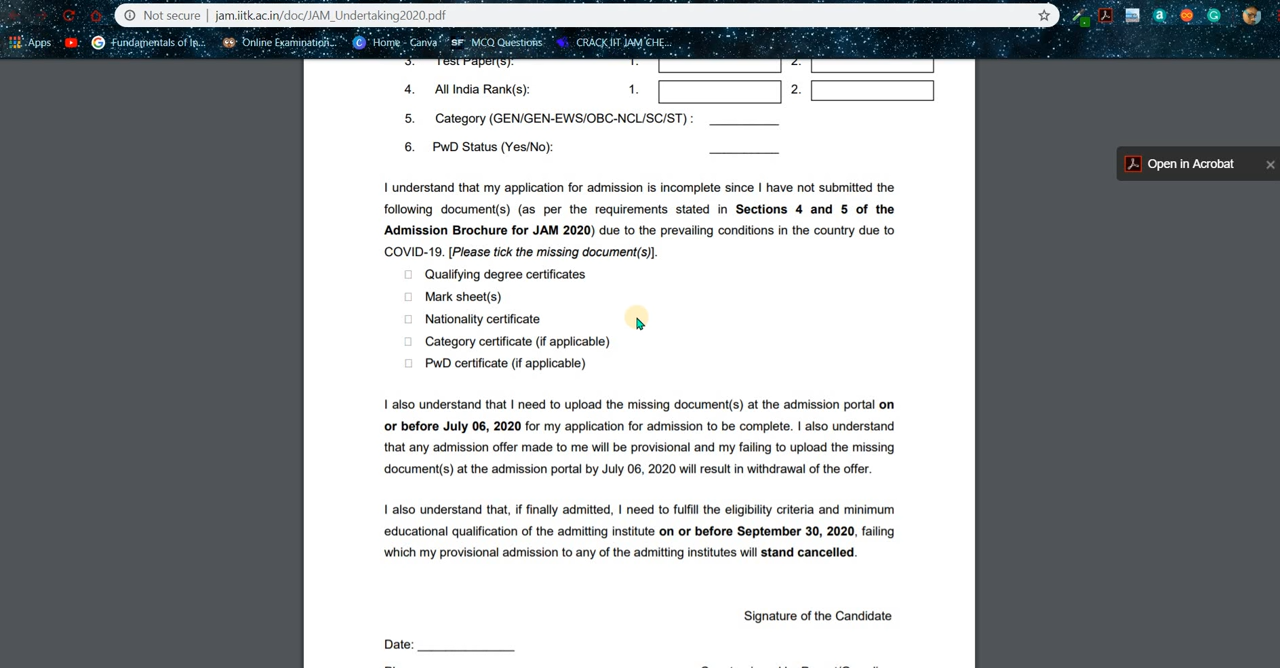 Not secure | jam.iitk.ac.in/doc/JAM_Undertaking2020.pdf
Apps Fundamentals of In... Online Examination... Home - Canva SF MCQ Questions CRACK IIT JAM CHE...
3. Test Paper(s): 1. 2.
4. All India Rank(s): 1. 2.
5. Category (GEN/GEN-EWS/OBC-NCL/SC/ST) : __________
6. PwD Status (Yes/No): __________
Open in Acrobat
I understand that my application for admission is incomplete since I have not submitted the
following document(s) (as per the requirements stated in Sections 4 and 5 of the
Admission Brochure for JAM 2020) due to the prevailing conditions in the country due to
COVID-19. [Please tick the missing document(s)].
Qualifying degree certificates
Mark sheet(s)
Nationality certificate
Category certificate (if applicable)
PwD certificate (if applicable)
I also understand that I need to upload the missing document(s) at the admission portal on
or before July 06, 2020 for my application for admission to be complete. I also understand
that any admission offer made to me will be provisional and my failing to upload the missing
document(s) at the admission portal by July 06, 2020 will result in withdrawal of the offer.
I also understand that, if finally admitted, I need to fulfill the eligibility criteria and minimum
educational qualification of the admitting institute on or before September 30, 2020, failing
which my provisional admission to any of the admitting institutes will stand cancelled.
Signature of the Candidate
Date: ______________